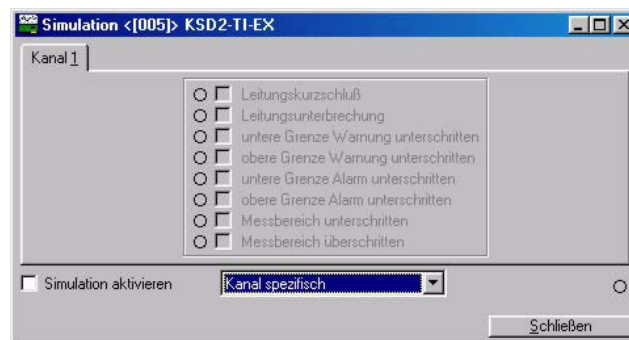 Simulation <[005]> KSD2-TI-EX
Kanal 1
Leitungskurzschluß
Leitungsunterbrechung
untere Grenze Warnung unterschritten
obere Grenze Warnung unterschritten
untere Grenze Alarm unterschritten
obere Grenze Alarm unterschritten
Messbereich unterschritten
Messbereich überschritten
Simulation aktivieren
Kanal spezifisch
Schließen